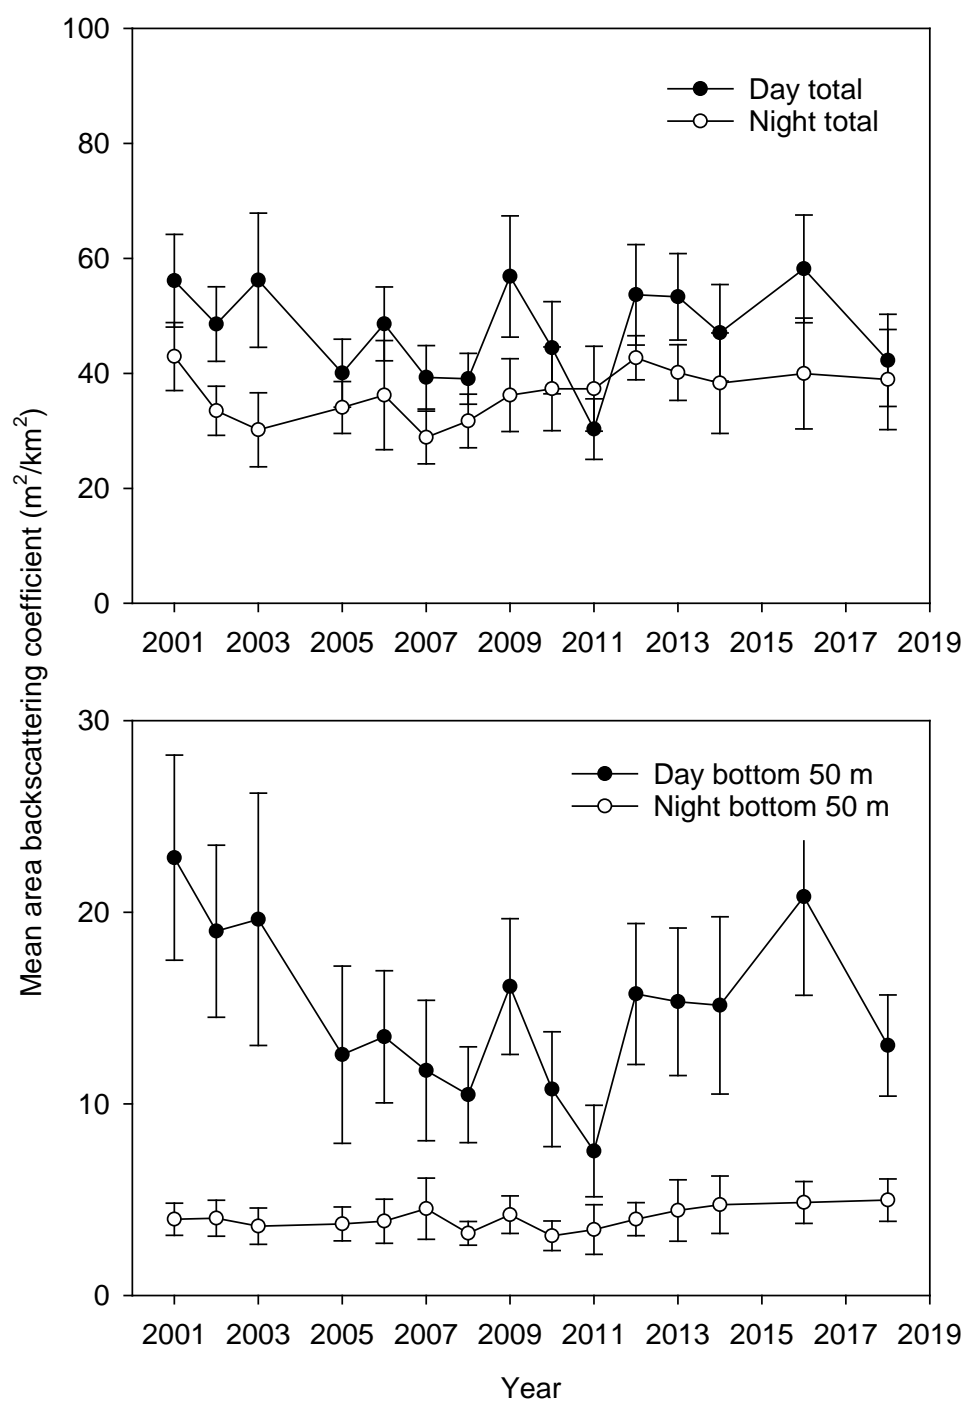 100
80
60
40
20
0
Day total
Night total
2001 2003 2005 2007 2009 2011 2013 2015 2017 2019
Mean area backscattering coefficient (m²/km²)
30
20
10
0
Day bottom 50 m
Night bottom 50 m
2001 2003 2005 2007 2009 2011 2013 2015 2017 2019
Year